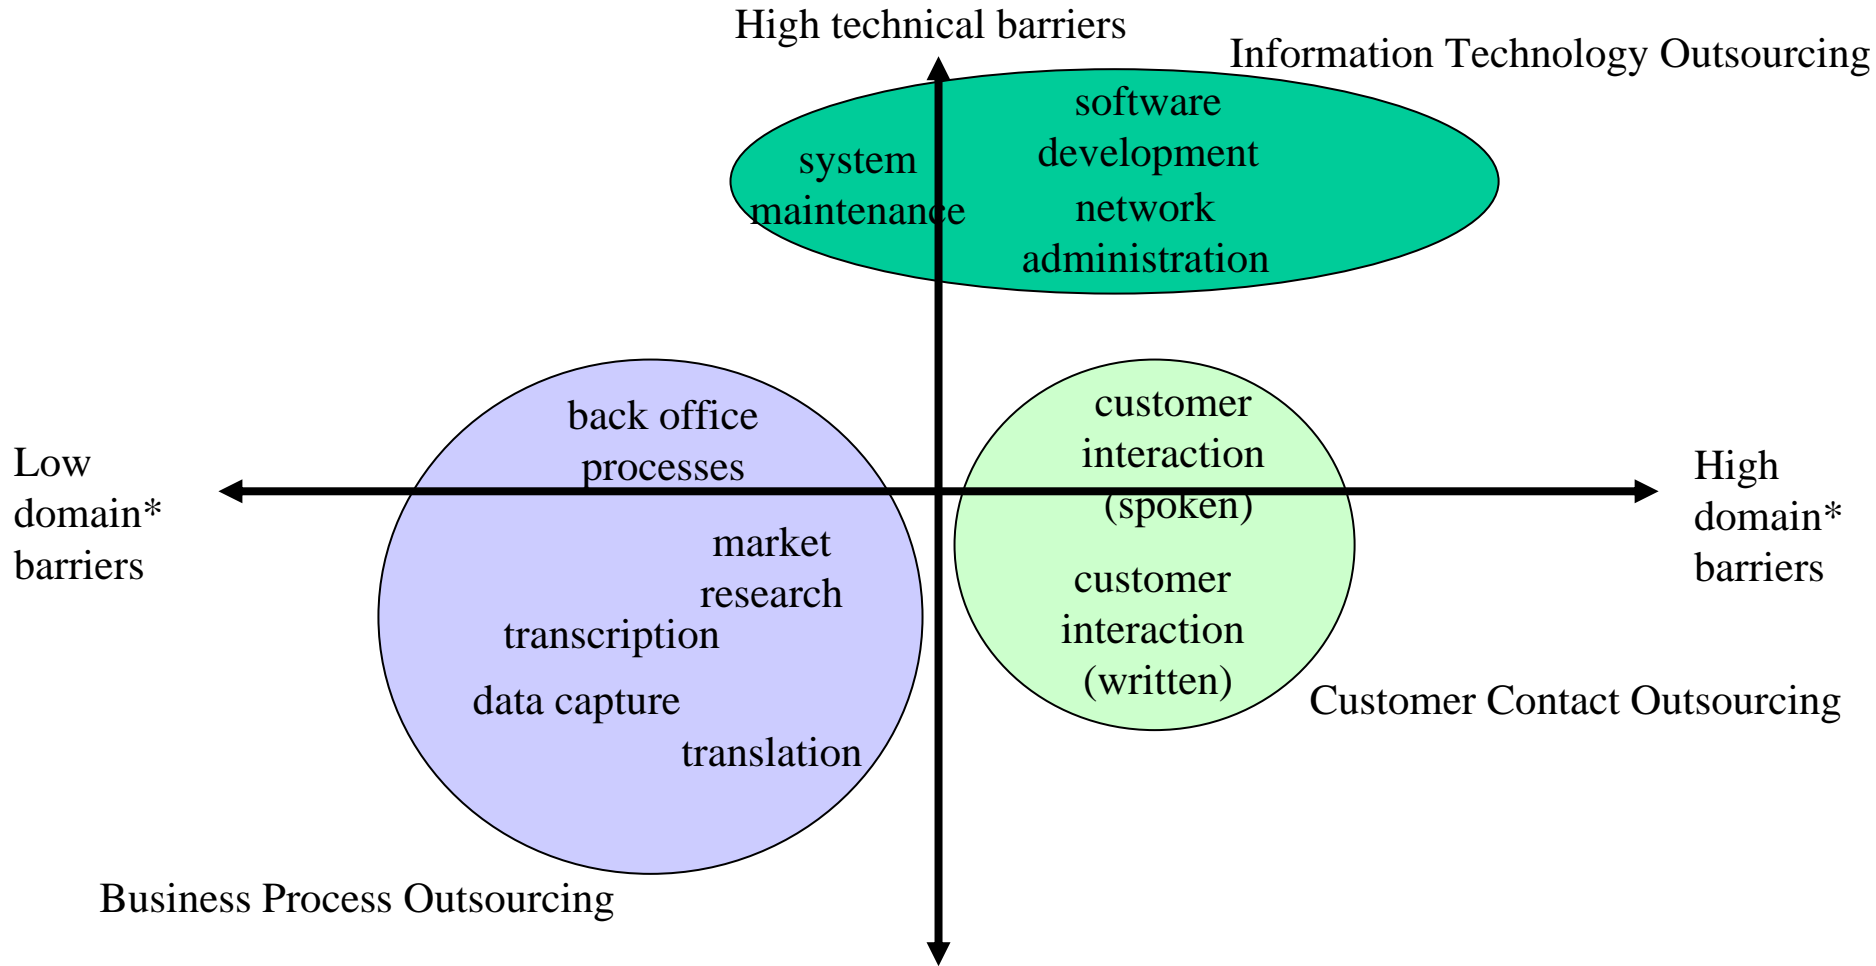 High technical barriers
Information Technology Outsourcing
software
development
system
maintenance
network
administration
back office
processes
customer
interaction
(spoken)
Low
domain*
barriers
High
domain*
barriers
market
research
transcription
data capture
translation
customer
interaction
(written)
Customer Contact Outsourcing
Business Process Outsourcing